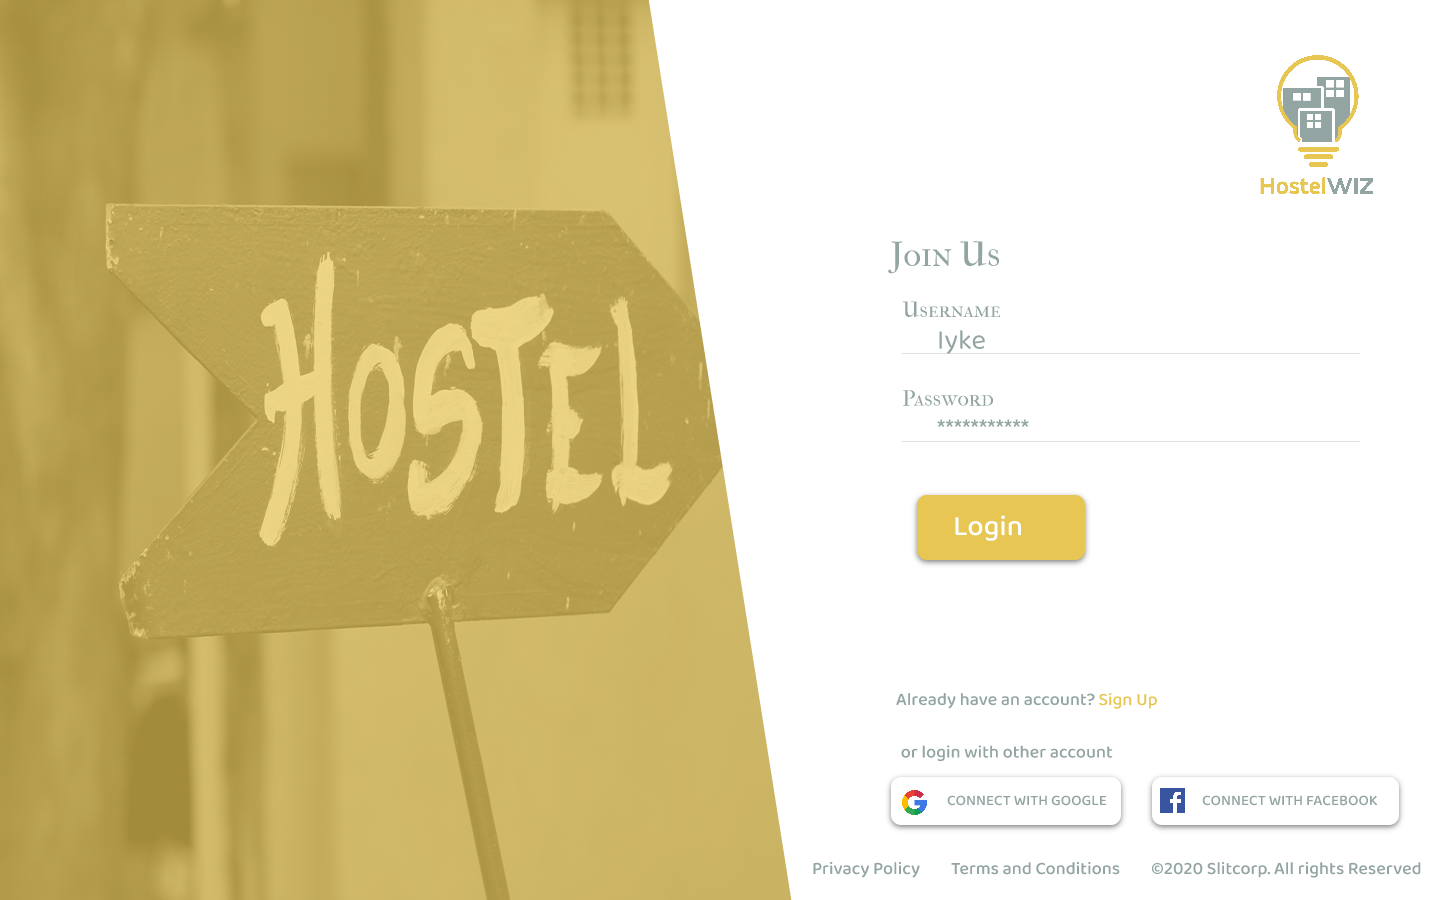 HOSTEL
HostelWIZ
Join Us
Username
Iyke
Password
***********
Login
Already have an account? Sign Up
or login with other account
CONNECT WITH GOOGLE
CONNECT WITH FACEBOOK
Privacy Policy
Terms and Conditions
©2020 Slitcorp. All rights Reserved